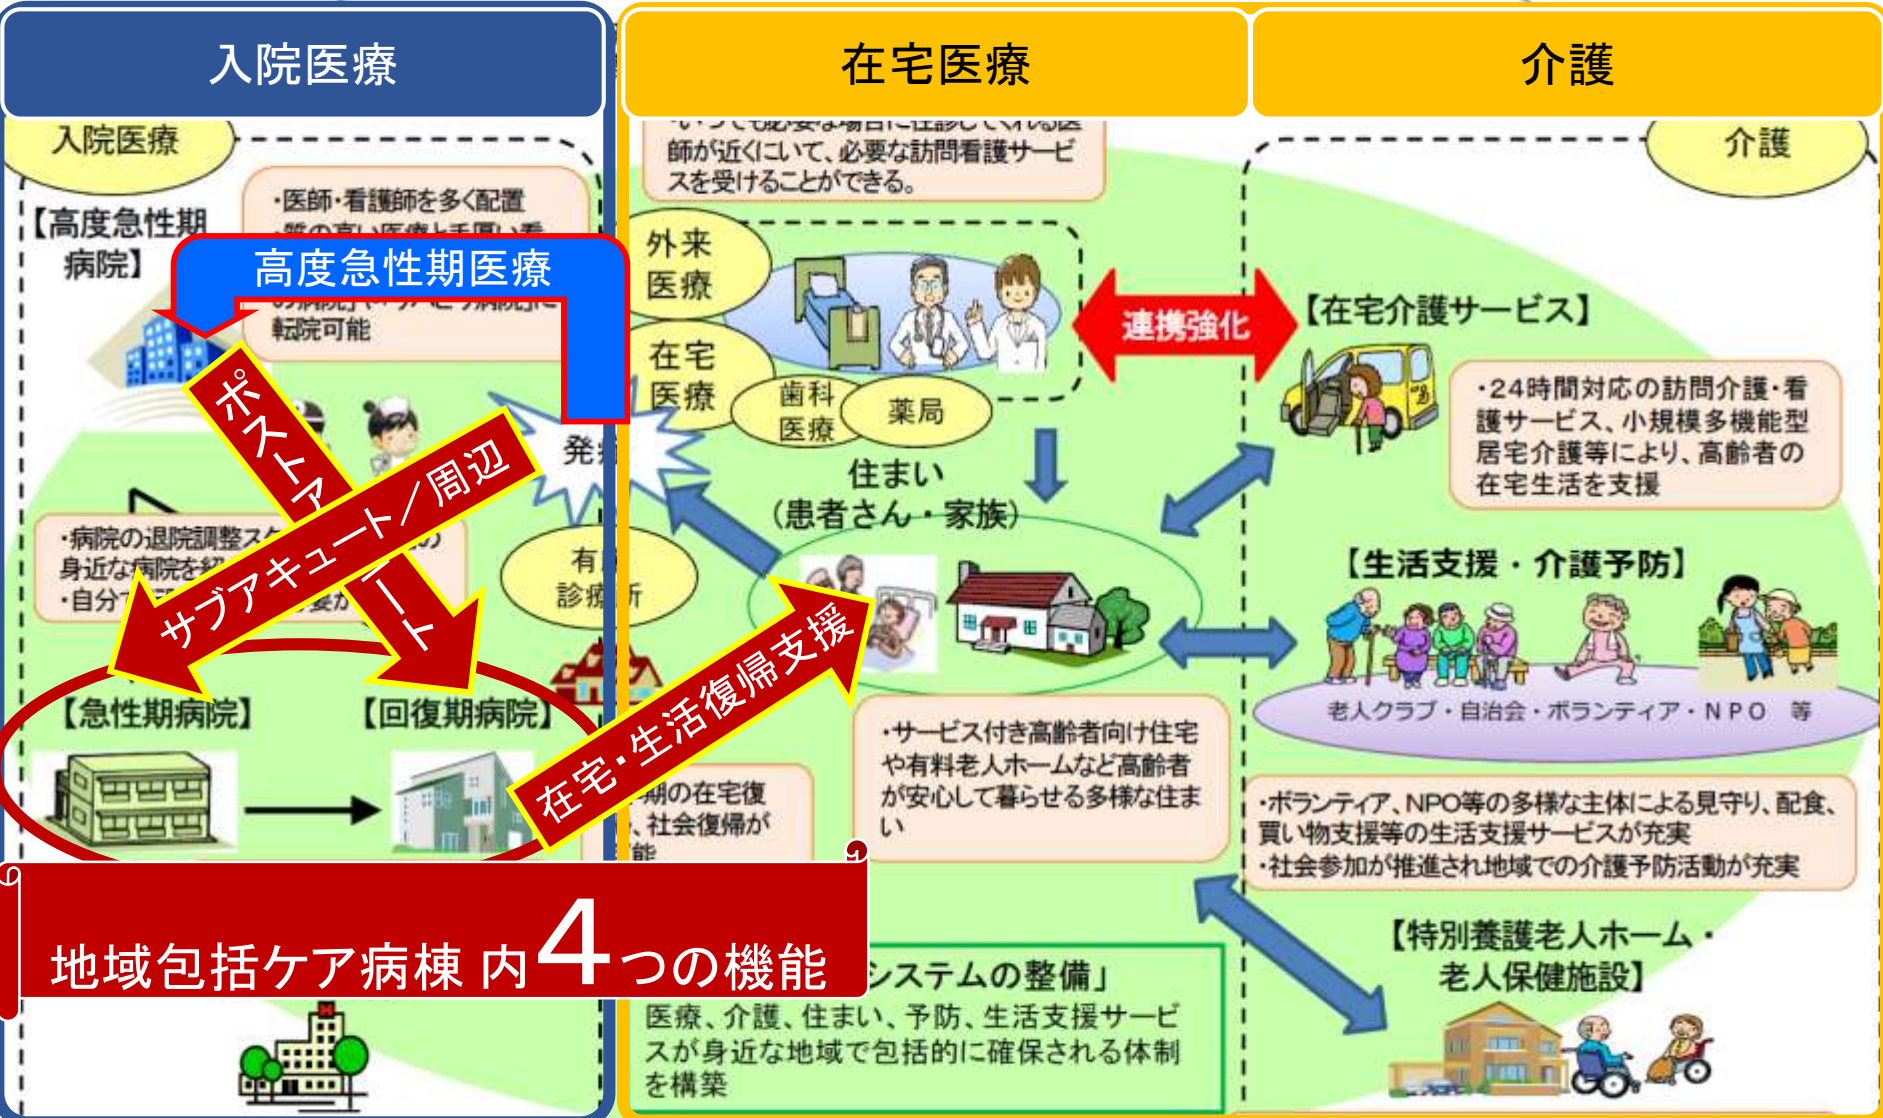 入院医療
在宅医療
介護
入院医療
【高度急性期
病院】
・医師・看護師を多く配置
転院可能
高度急性期医療
ポストア
ート
サブアキュート／周辺
・病院の退院調整ス
身近な病院を
・自分で
有
診療所
【急性期病院】
【回復期病院】
期の在宅復
、社会復帰が
能
在宅・生活復帰支援
地域包括ケア病棟 内4つの機能
師が近くにいて、必要な訪問看護サービ
スを受けることができる。
外来
医療
在宅
医療
歯科
医療
薬局
連携強化
住まい
(患者さん・家族)
・サービス付き高齢者向け住宅
や有料老人ホームなど高齢者
が安心して暮らせる多様な住ま
い
システムの整備」
医療、介護、住まい、予防、生活支援サービ
スが身近な地域で包括的に確保される体制
を構築
介護
【在宅介護サービス】
・24時間対応の訪問介護・看
護サービス、小規模多機能型
居宅介護等により、高齢者の
在宅生活を支援
【生活支援・介護予防】
老人クラブ・自治会・ボランティア・NPO 等
・ボランティア、NPO等の多様な主体による見守り、配食、
買い物支援等の生活支援サービスが充実
・社会参加が推進され地域での介護予防活動が充実
【特別養護老人ホーム・
老人保健施設】